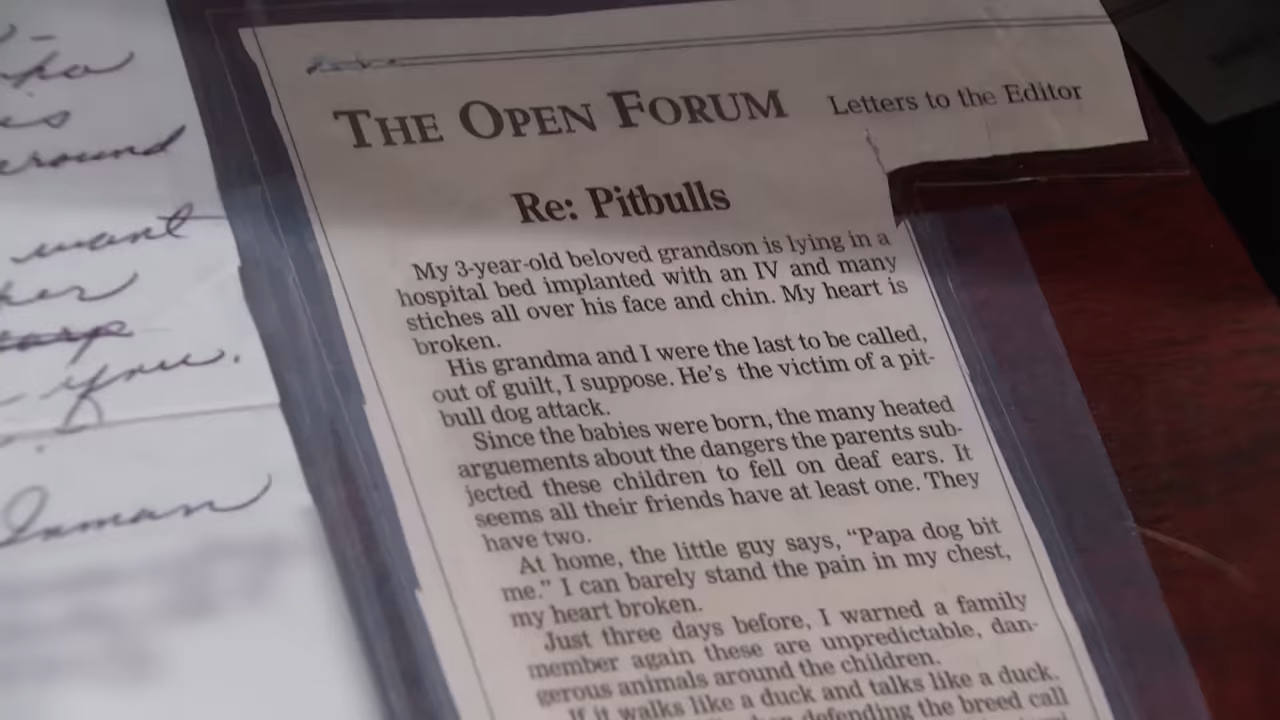 around
want
you.
Inman
THE OPEN FORUM Letters to the Editor
Re: Pitbulls
My 3-year-old beloved grandson is lying in a
hospital bed implanted with an IV and many
stiches all over his face and chin. My heart is
broken.
His grandma and I were the last to be called,
out of guilt, I suppose. He's the victim of a pit-
bull dog attack.
Since the babies were born, the many heated
arguements about the dangers the parents sub-
jected these children to fell on deaf ears. It
seems all their friends have at least one. They
have two.
At home, the little guy says, “Papa dog bit
me.” I can barely stand the pain in my chest,
my heart broken.
Just three days before, I warned a family
member again these are unpredictable, dan-
gerous animals around the children.
If it walks like a duck and talks like a duck.
defending the breed call